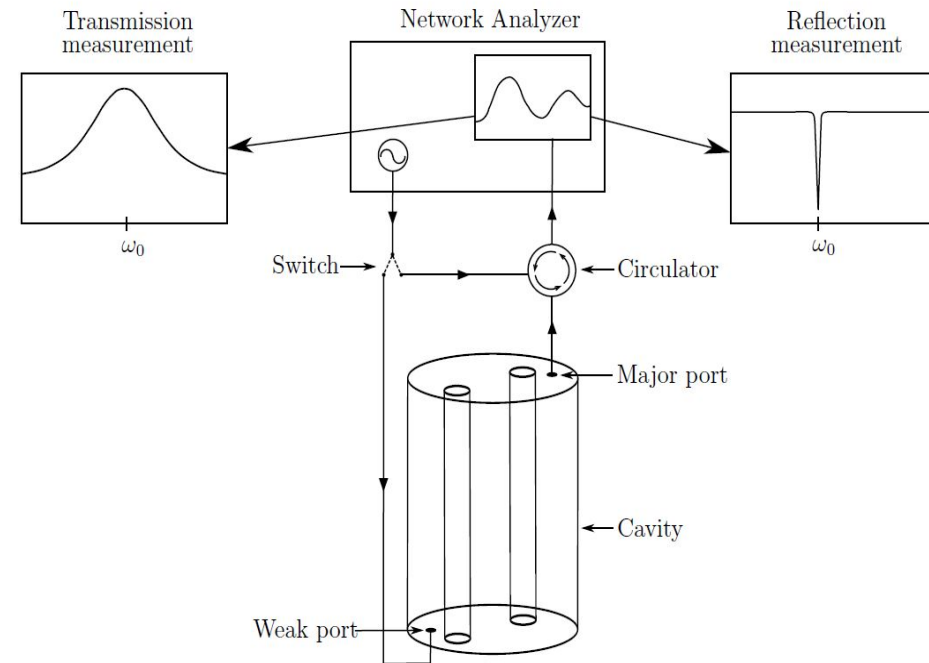 Transmission
measurement
Network Analyzer
Reflection
measurement
ω₀
ω₀
Switch
Circulator
Major port
Cavity
Weak port